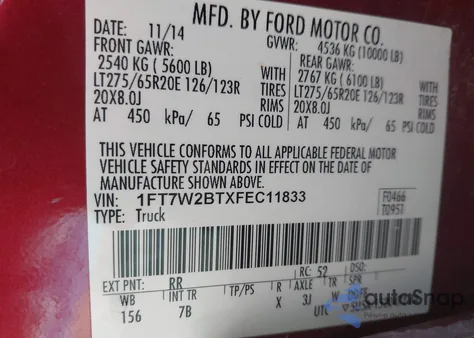 MFD. BY FORD MOTOR CO.
DATE: 11/14
GVWR: 4536 KG (10000 LB)
FRONT GAWR:
2540 KG ( 5600 LB)
WITH
LT275/65R20E 126/123R
TIRES
20X8.0J
RIMS
AT 450 kPa/ 65 PSI COLD
REAR GAWR:
2767 KG ( 6100 LB)
WITH
LT275/65R20E 126/123R
TIRES
20X8.0J
RIMS
AT 450 kPa/ 65 PSI COLD
THIS VEHICLE CONFORMS TO ALL APPLICABLE FEDERAL MOTOR
VEHICLE SAFETY STANDARDS IN EFFECT ON THE DATE OF
MANUFACTURE SHOWN ABOVE.
VIN: 1FT7W2BTXFEC11833
F0466
TYPE: Truck
T0951
EXT PNT: RR
RC: 52
DSO:
WB
INT TR
TP/PS
R
AXLE
TR
SPR
156
7B
X
3J
W
UTC
autoSnap